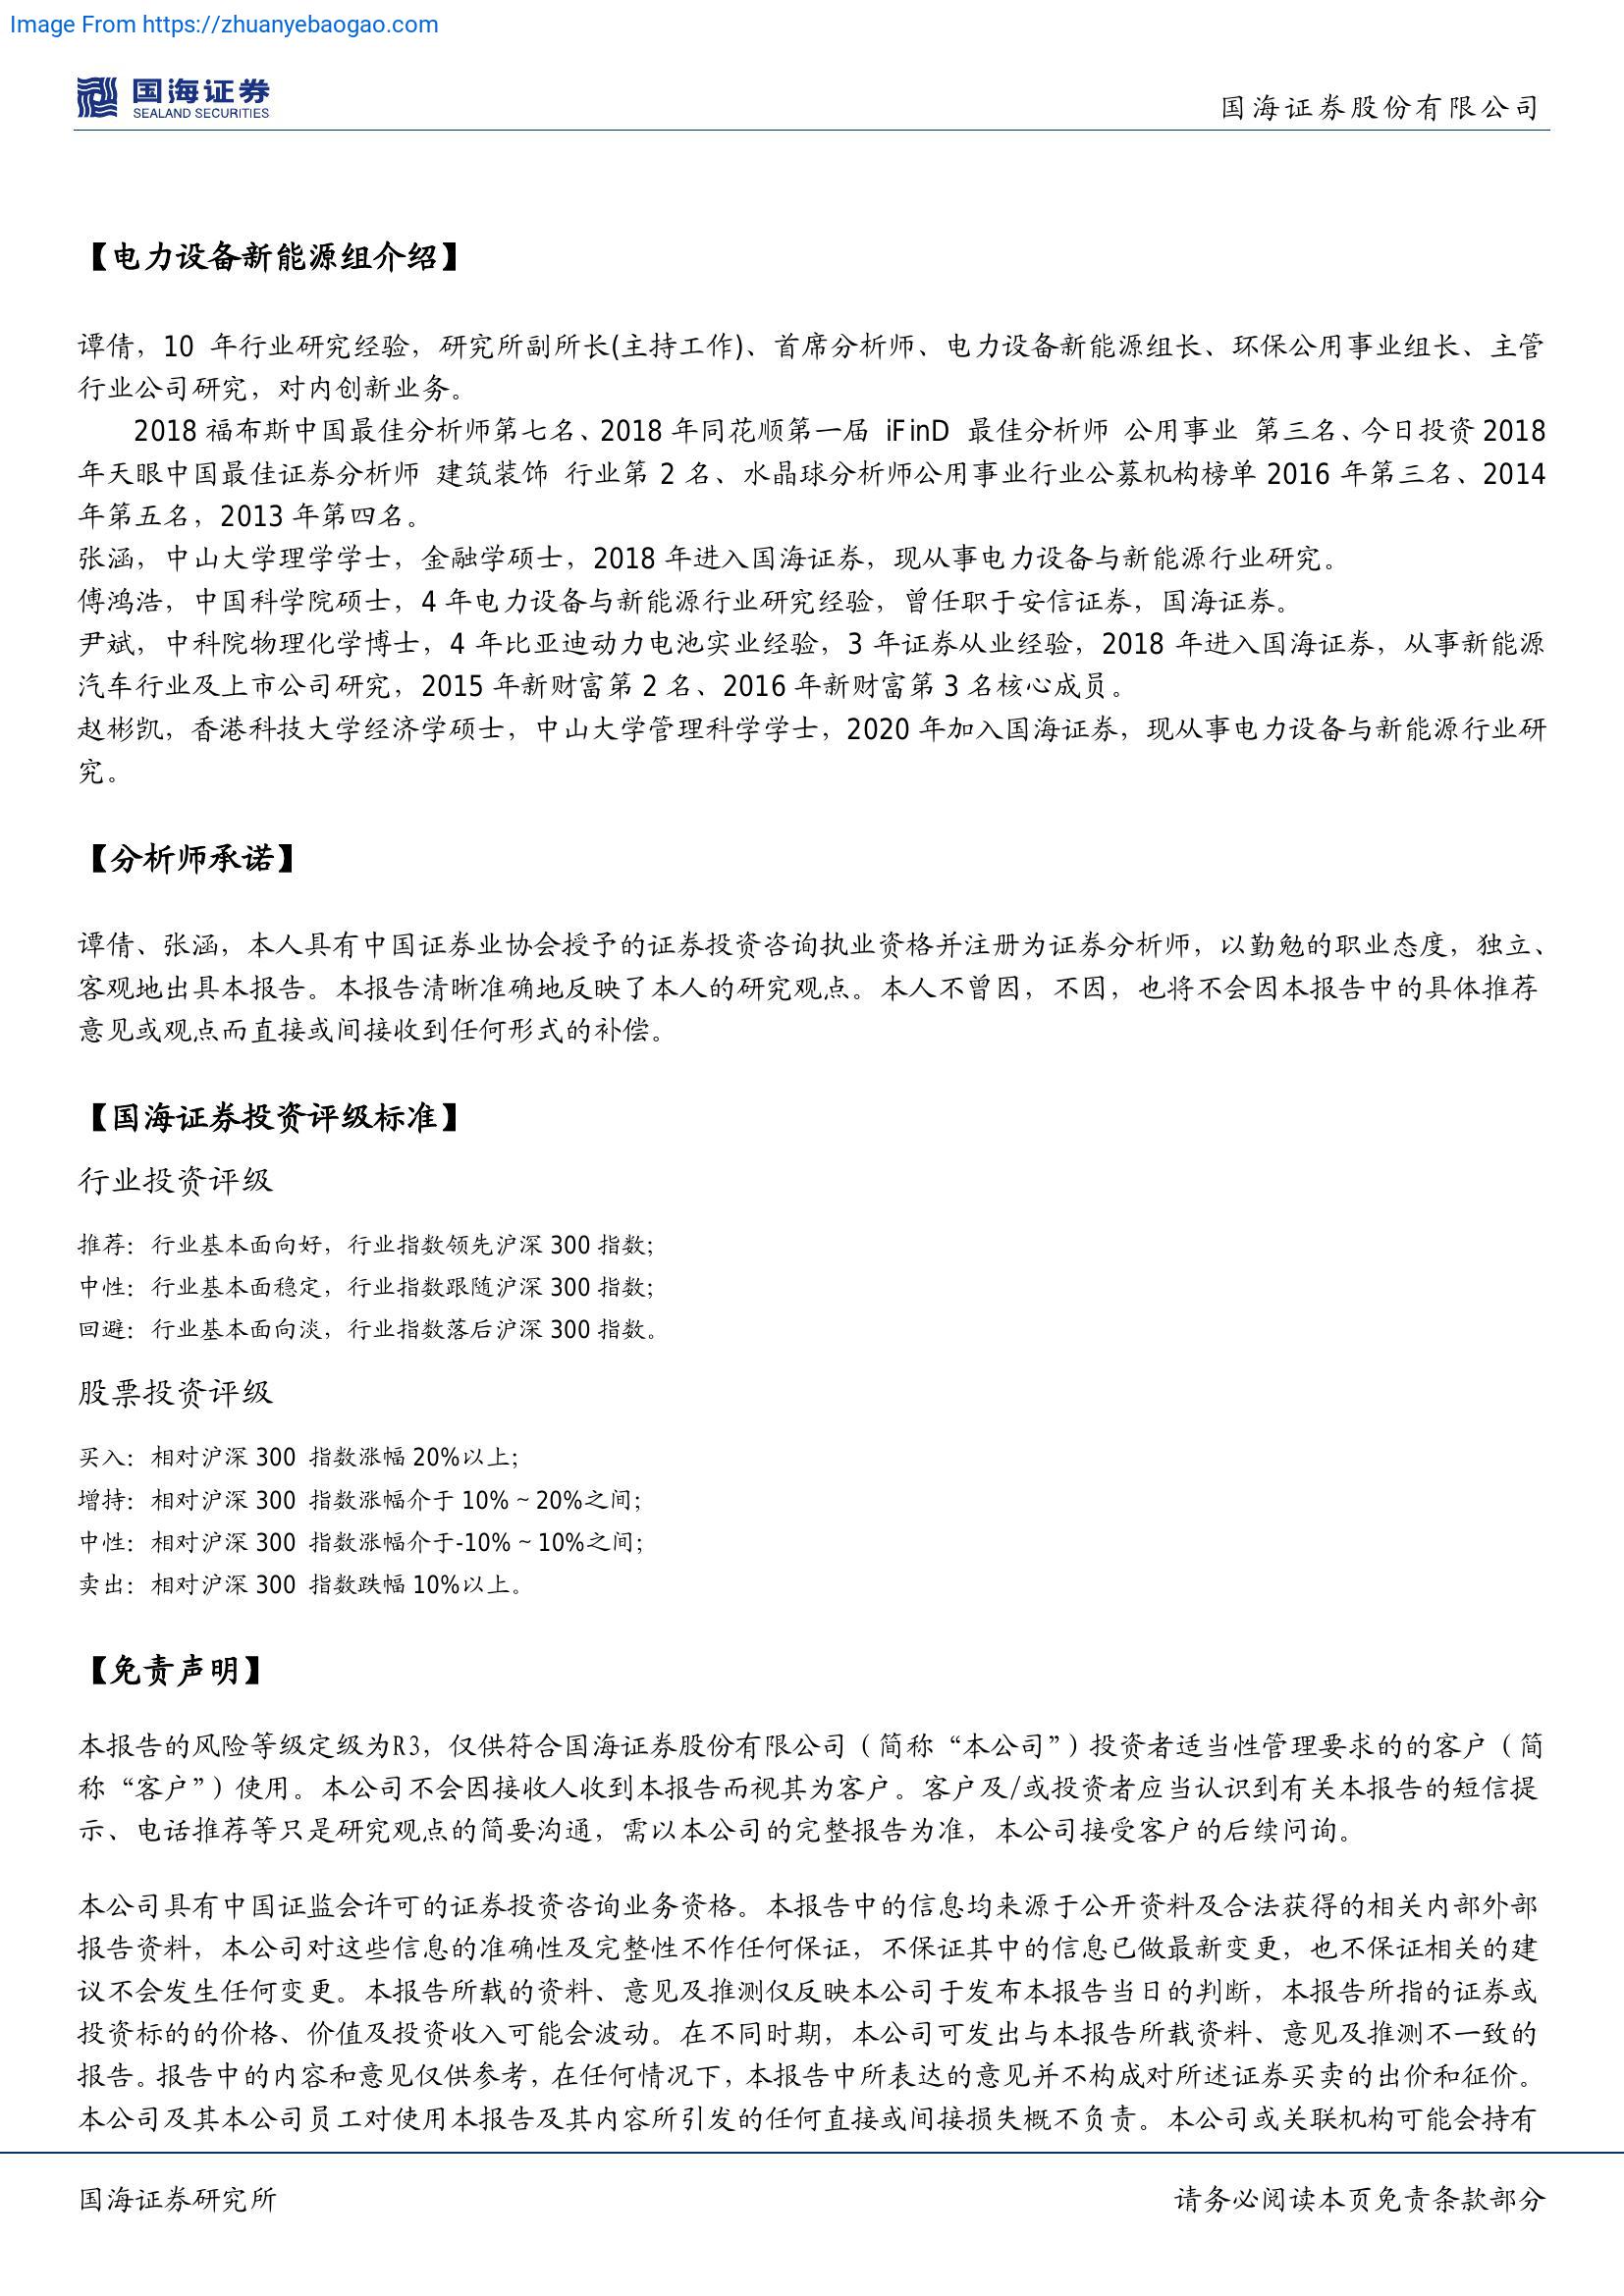 Image From https://zhuanyebaogao.com
国海证券
SEALAND SECURITIES
国海证券股份有限公司
【电力设备新能源组介绍】
谭倩，10 年行业研究经验，研究所副所长(主持工作)、首席分析师、电力设备新能源组长、环保公用事业组长、主管
行业公司研究，对内创新业务。
2018 福布斯中国最佳分析师第七名、2018 年同花顺第一届 iFinD 最佳分析师 公用事业 第三名、今日投资 2018
年天眼中国最佳证券分析师 建筑装饰 行业第 2 名、水晶球分析师公用事业行业公募机构榜单 2016 年第三名、2014
年第五名，2013 年第四名。
张涵，中山大学理学学士，金融学硕士，2018 年进入国海证券，现从事电力设备与新能源行业研究。
傅鸿浩，中国科学院硕士，4 年电力设备与新能源行业研究经验，曾任职于安信证券，国海证券。
尹斌，中科院物理化学博士，4 年比亚迪动力电池实业经验，3 年证券从业经验，2018 年进入国海证券，从事新能源
汽车行业及上市公司研究，2015 年新财富第 2 名、2016 年新财富第 3 名核心成员。
赵彬凯，香港科技大学经济学硕士，中山大学管理科学学士，2020 年加入国海证券，现从事电力设备与新能源行业研
究。
【分析师承诺】
谭倩、张涵，本人具有中国证券业协会授予的证券投资咨询执业资格并注册为证券分析师，以勤勉的职业态度，独立、
客观地出具本报告。本报告清晰准确地反映了本人的研究观点。本人不曾因，不因，也将不会因本报告中的具体推荐
意见或观点而直接或间接收到任何形式的补偿。
【国海证券投资评级标准】
行业投资评级
推荐：行业基本面向好，行业指数领先沪深 300 指数；
中性：行业基本面稳定，行业指数跟随沪深 300 指数；
回避：行业基本面向淡，行业指数落后沪深 300 指数。
股票投资评级
买入：相对沪深 300 指数涨幅 20%以上；
增持：相对沪深 300 指数涨幅介于 10%～20%之间；
中性：相对沪深 300 指数涨幅介于-10%～10%之间；
卖出：相对沪深 300 指数跌幅 10%以上。
【免责声明】
本报告的风险等级定级为R3，仅供符合国海证券股份有限公司（简称“本公司”）投资者适当性管理要求的的客户（简
称“客户”）使用。本公司不会因接收人收到本报告而视其为客户。客户及/或投资者应当认识到有关本报告的短信提
示、电话推荐等只是研究观点的简要沟通，需以本公司的完整报告为准，本公司接受客户的后续问询。
本公司具有中国证监会许可的证券投资咨询业务资格。本报告中的信息均来源于公开资料及合法获得的相关内部外部
报告资料，本公司对这些信息的准确性及完整性不作任何保证，不保证其中的信息已做最新变更，也不保证相关的建
议不会发生任何变更。本报告所载的资料、意见及推测仅反映本公司于发布本报告当日的判断，本报告所指的证券或
投资标的的价格、价值及投资收入可能会波动。在不同时期，本公司可发出与本报告所载资料、意见及推测不一致的
报告。报告中的内容和意见仅供参考，在任何情况下，本报告中所表达的意见并不构成对所述证券买卖的出价和征价。
本公司及其本公司员工对使用本报告及其内容所引发的任何直接或间接损失概不负责。本公司或关联机构可能会持有
国海证券研究所
请务必阅读本页免责条款部分